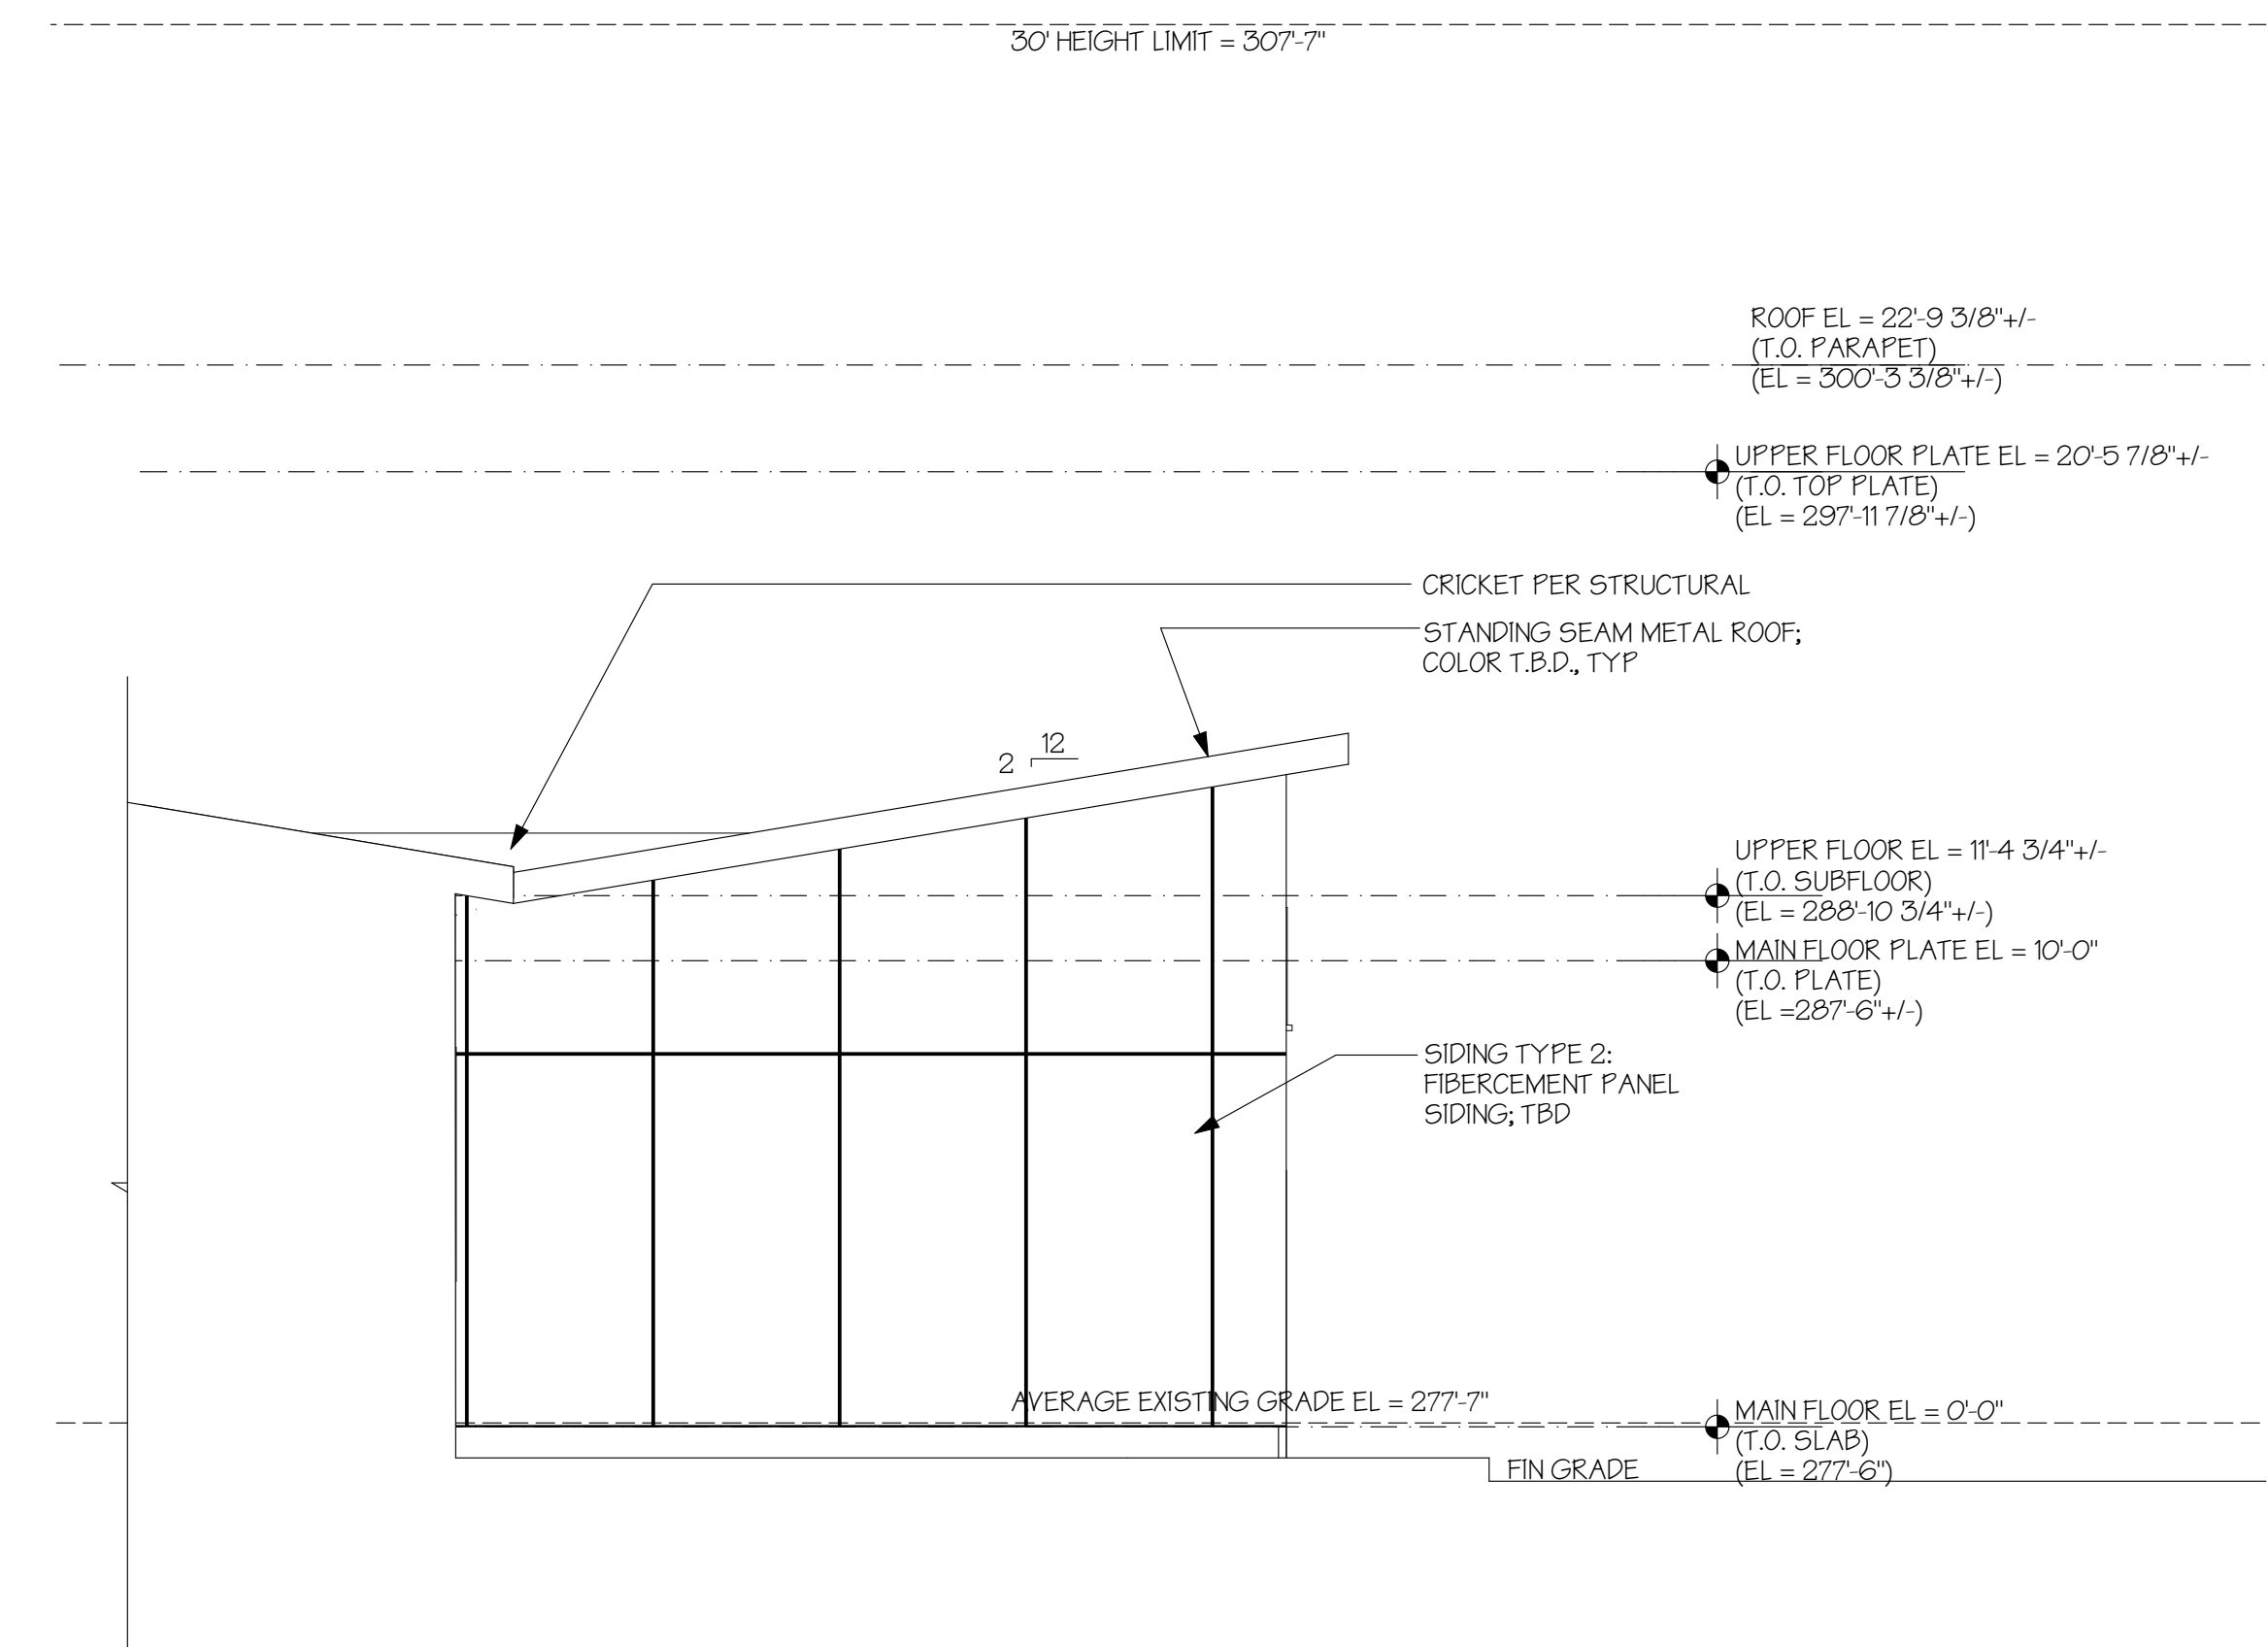 30' HEIGHT LIMIT = 307'-7"
ROOF EL = 22'-9 3/8"+/-
(T.O. PARAPET)
(EL = 300'-3 3/8"+/-)
UPPER FLOOR PLATE EL = 20'-5 7/8"+/-
(T.O. TOP PLATE)
(EL = 297'-11 7/8"+/-)
CRICKET PER STRUCTURAL
STANDING SEAM METAL ROOF;
COLOR T.B.D., TYP
12
2
UPPER FLOOR EL = 11'-4 3/4"+/-
(T.O. SUBFLOOR)
(EL = 288'-10 3/4"+/-)
MAIN FLOOR PLATE EL = 10'-0"
(T.O. PLATE)
(EL =287'-6"+/-)
SIDING TYPE 2:
FIBERCEMENT PANEL
SIDING; TBD
AVERAGE EXISTING GRADE EL = 277'-7"
MAIN FLOOR EL = 0'-0"
(T.O. SLAB)
(EL = 277'-6")
FIN GRADE